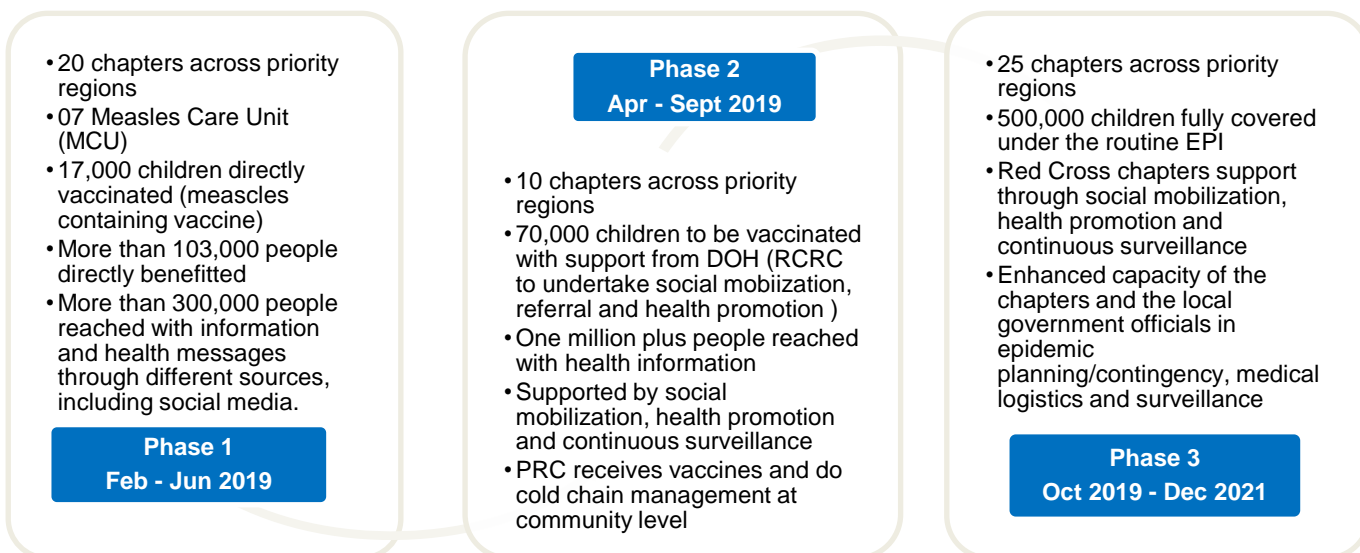 • 20 chapters across priority
regions
• 07 Measles Care Unit
(MCU)
• 17,000 children directly
vaccinated (meascles
containing vaccine)
• More than 103,000 people
directly benefitted
• More than 300,000 people
reached with information
and health messages
through different sources,
including social media.
Phase 1
Feb - Jun 2019
Phase 2
Apr - Sept 2019
• 10 chapters across priority
regions
• 70,000 children to be vaccinated
with support from DOH (RCRC
to undertake social mobiization,
referral and health promotion )
• One million plus people reached
with health information
• Supported by social
mobilization, health promotion
and continuous surveillance
• PRC receives vaccines and do
cold chain management at
community level
• 25 chapters across priority
regions
• 500,000 children fully covered
under the routine EPI
• Red Cross chapters support
through social mobilization,
health promotion and
continuous surveillance
• Enhanced capacity of the
chapters and the local
government officials in
epidemic
planning/contingency, medical
logistics and surveillance
Phase 3
Oct 2019 - Dec 2021